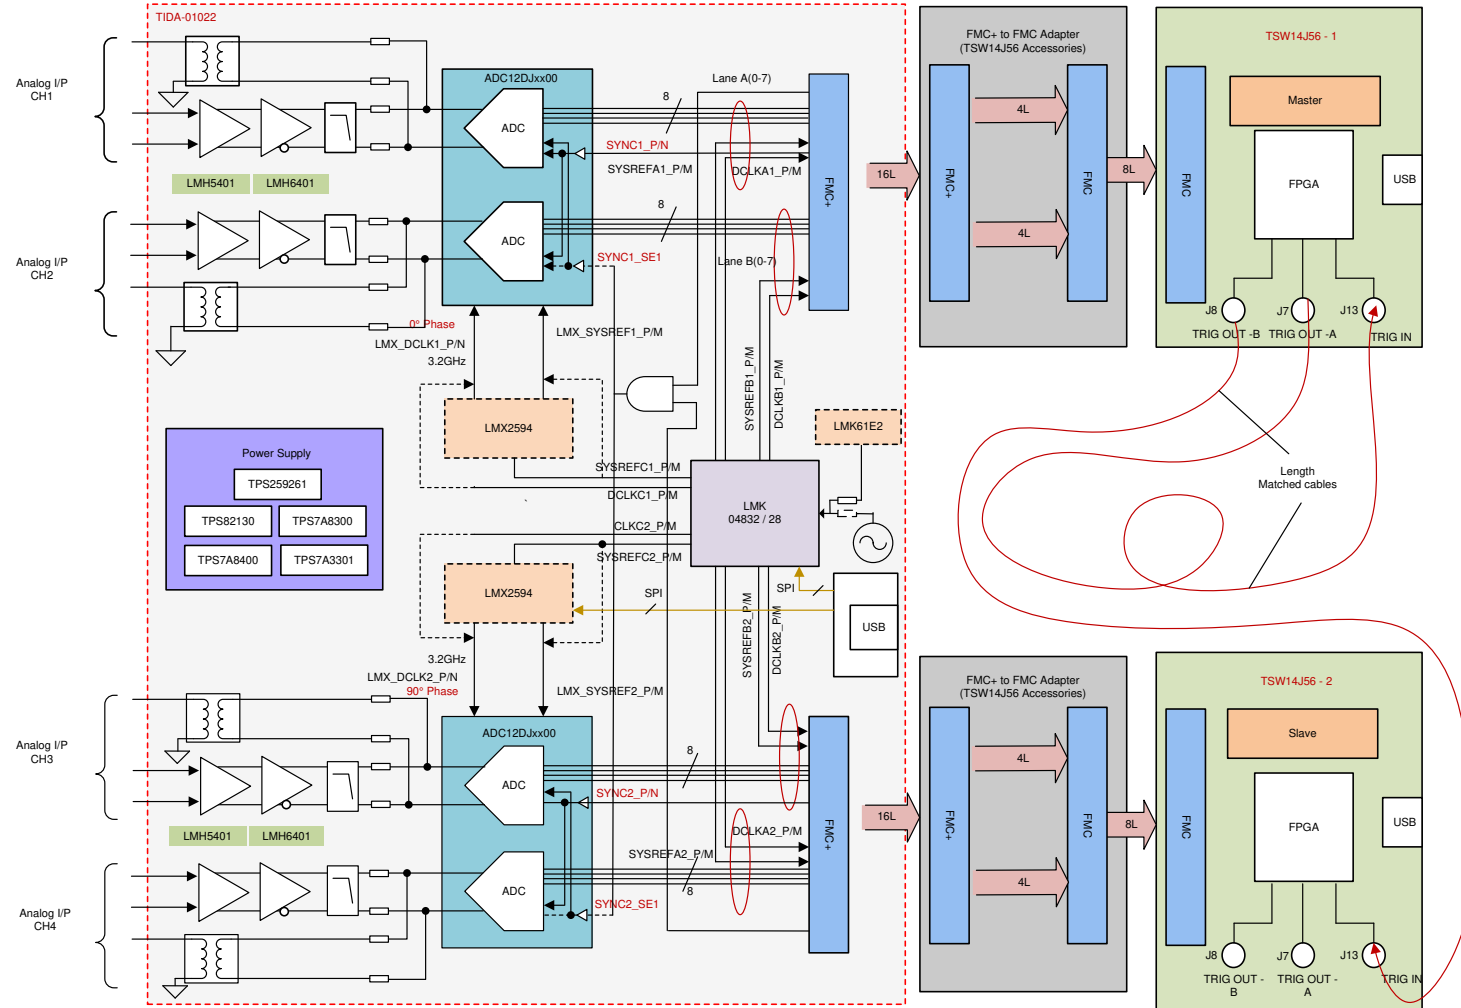 TIDA-01022
Analog I/P
CH1
LMH5401
LMH6401
ADC12DJxx00
ADC
8
Lane A(0-7)
SYNC1_P/N
SYSREFA1_P/M
DCLKA1_P/M
FMC+
Analog I/P
CH2
ADC
8
SYNC1_SE1
Lane B(0-7)
0° Phase
LMX_DCLK1_P/N
3.2GHz
LMX_SYSREF1_P/M
SYSREFB1_P/M
DCLKB1_P/M
LMX2594
LMK61E2
Power Supply
TPS259261
TPS82130
TPS7A8300
TPS7A8400
TPS7A3301
SYSREFC1_P/M
DCLKC1_P/M
CLKC2_P/M
SYSREFC2_P/M
LMK
04832 / 28
LMX2594
SPI
SPI
USB
SYSREFB2_P/M
DCLKB2_P/M
3.2GHz
LMX_DCLK2_P/N
90° Phase
LMX_SYSREF2_P/M
Analog I/P
CH3
LMH5401
LMH6401
ADC12DJxx00
ADC
8
SYNC2_P/N
DCLKA2_P/M
SYSREFA2_P/M
FMC+
Analog I/P
CH4
ADC
8
SYNC2_SE1
16L
FMC+ to FMC Adapter
(TSW14J56 Accessories)
FMC+
4L
4L
FMC
8L
TSW14J56 - 1
Master
FMC
FPGA
USB
J8
J7
J13
TRIG OUT -B
TRIG OUT -A
TRIG IN
Length
Matched cables
16L
FMC+ to FMC Adapter
(TSW14J56 Accessories)
FMC+
4L
4L
FMC
8L
TSW14J56 - 2
Slave
FMC
FPGA
USB
J8
J7
J13
TRIG OUT -
B
TRIG OUT -
A
TRIG IN